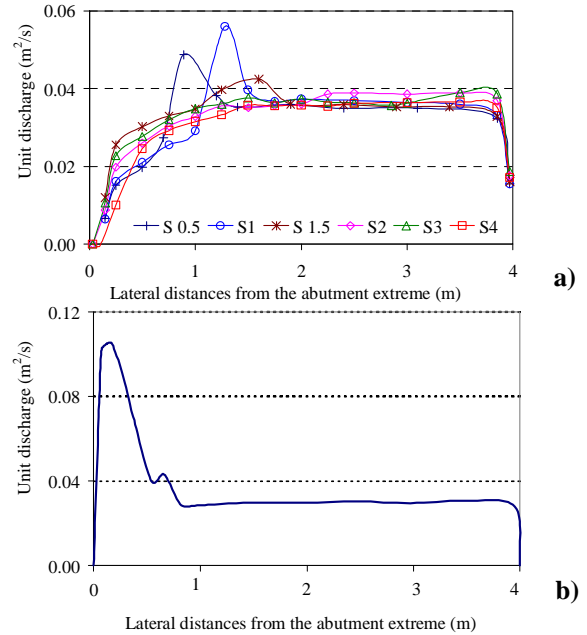 0.06
0.04
0.02
0.00
Unit discharge (m²/s)
S 0.5 S1 S 1.5 S2 S3 S4
0 1 2 3 4
Lateral distances from the abutment extreme (m)
a)
0.12
0.08
0.04
0.00
Unit discharge (m²/s)
0 1 2 3 4
Lateral distances from the abutment extreme (m)
b)